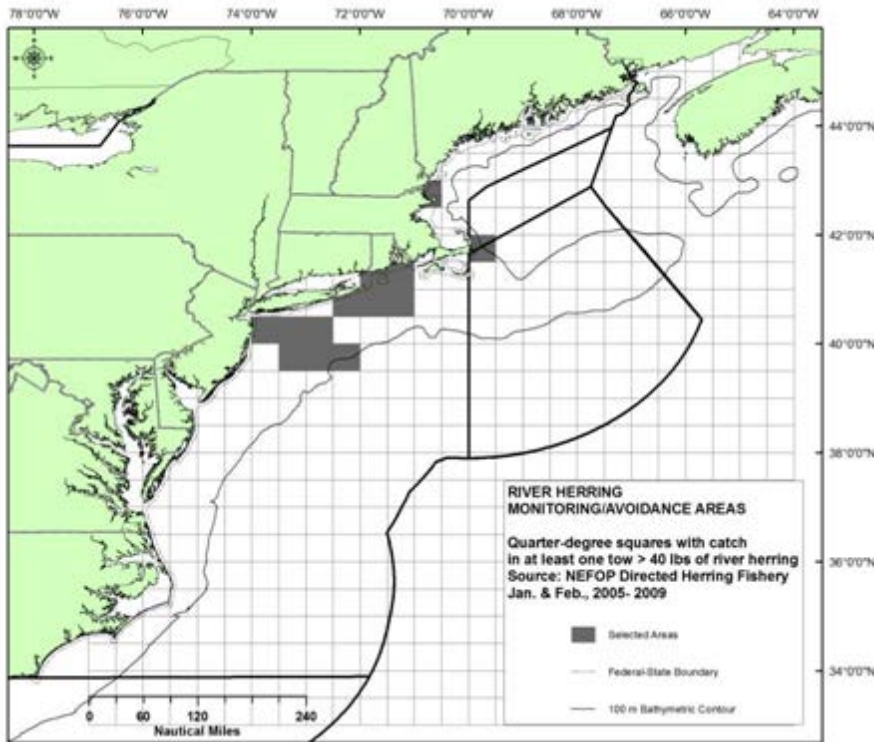 78°0'0"W 76°0'0"W 74°0'0"W 72°0'0"W 70°0'0"W 68°0'0"W 66°0'0"W 64°0'0"W
44°0'0"N
42°0'0"N
40°0'0"N
38°0'0"N
36°0'0"N
34°0'0"N
RIVER HERRING
MONITORING/AVOIDANCE AREAS
Quarter-degree squares with catch
in at least one tow > 40 lbs of river herring
Source: NEFOP Directed Herring Fishery
Jan. & Feb., 2005- 2009
Selected Areas
Federal-State Boundary
100 m Bathymetric Contour
0 60 120 240
Nautical Miles